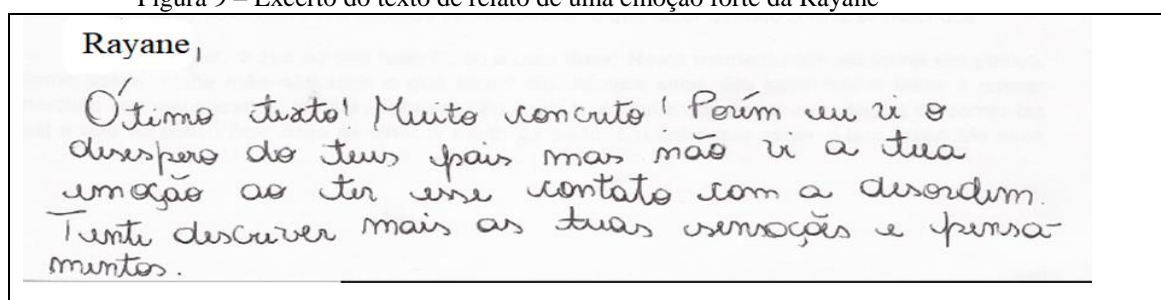 Figura 9 – Excerto do texto de relato de uma emoção forte da Rayane
Rayane,
Ótimo texto! Muito concreto! Porém eu vi o
desespero do teus pais mas não vi a tua
emoção ao ter esse contato com a desordem.
Tente descrever mais as tuas sensações e pensa-
mentos.